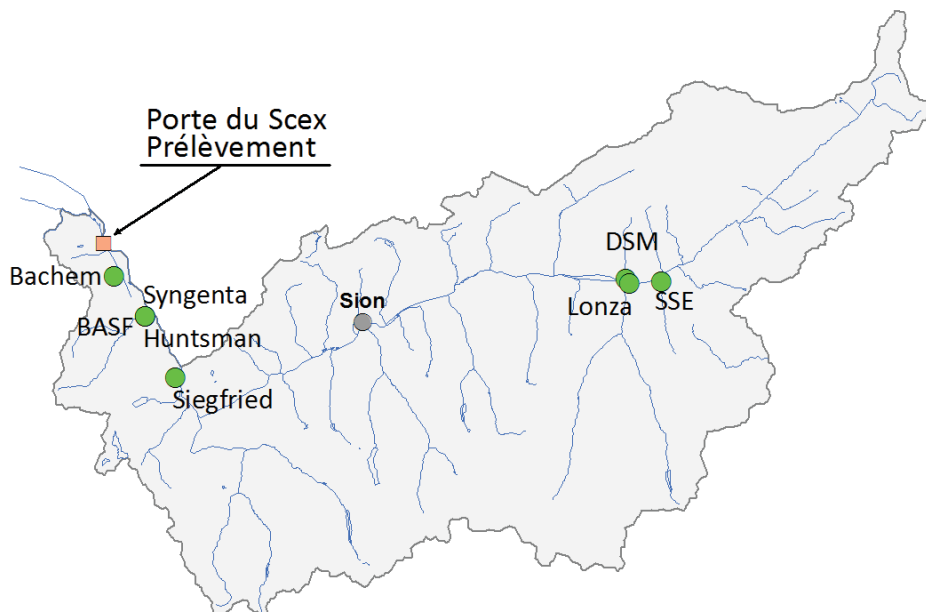 Porte du Scex
Prélèvement
Bachem
Syngenta
BASF
Huntsman
Siegfried
Sion
DSM
Lonza
SSE